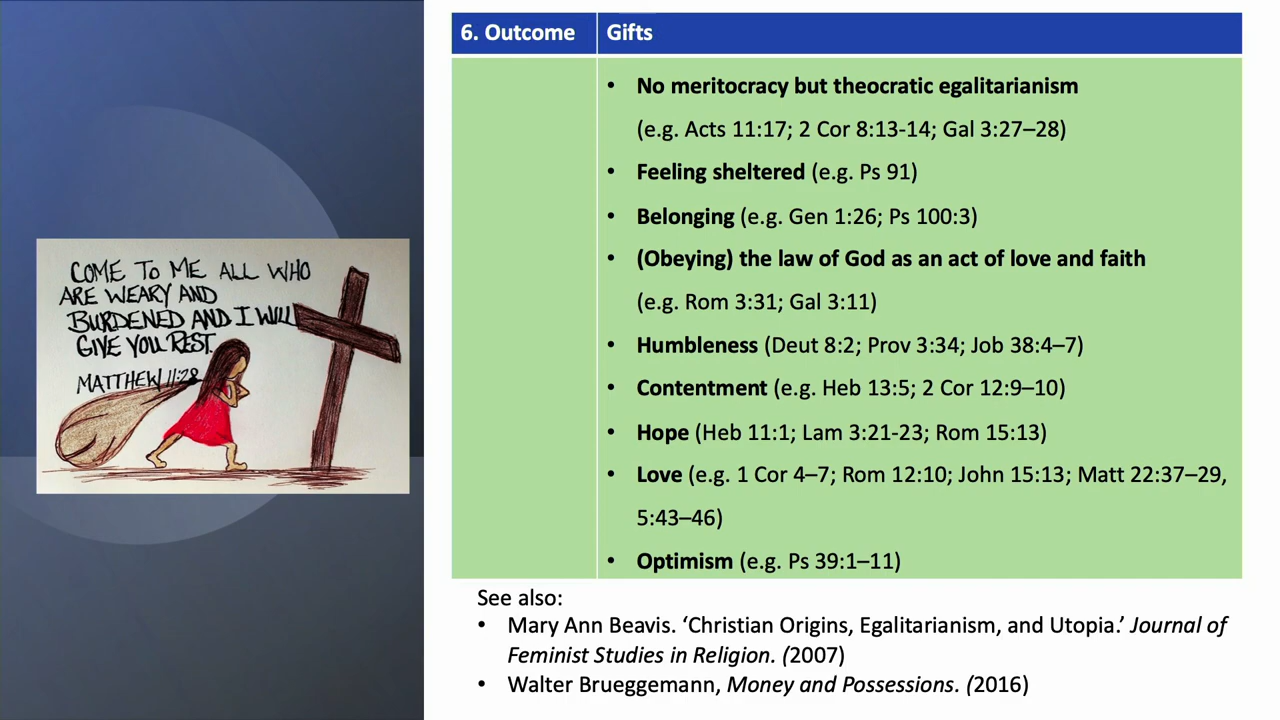 COME TO ME ALL WHO
ARE WEARY AND
BURDENED AND I WILL
GIVE YOU REST.
MATTHEW 11:28
6. Outcome
Gifts
• No meritocracy but theocratic egalitarianism
(e.g. Acts 11:17; 2 Cor 8:13-14; Gal 3:27–28)
• Feeling sheltered (e.g. Ps 91)
• Belonging (e.g. Gen 1:26; Ps 100:3)
• (Obeying) the law of God as an act of love and faith
(e.g. Rom 3:31; Gal 3:11)
• Humbleness (Deut 8:2; Prov 3:34; Job 38:4–7)
• Contentment (e.g. Heb 13:5; 2 Cor 12:9–10)
• Hope (Heb 11:1; Lam 3:21-23; Rom 15:13)
• Love (e.g. 1 Cor 4–7; Rom 12:10; John 15:13; Matt 22:37–29,
5:43–46)
• Optimism (e.g. Ps 39:1–11)
See also:
• Mary Ann Beavis. ‘Christian Origins, Egalitarianism, and Utopia.’ Journal of
Feminist Studies in Religion. (2007)
• Walter Brueggemann, Money and Possessions. (2016)